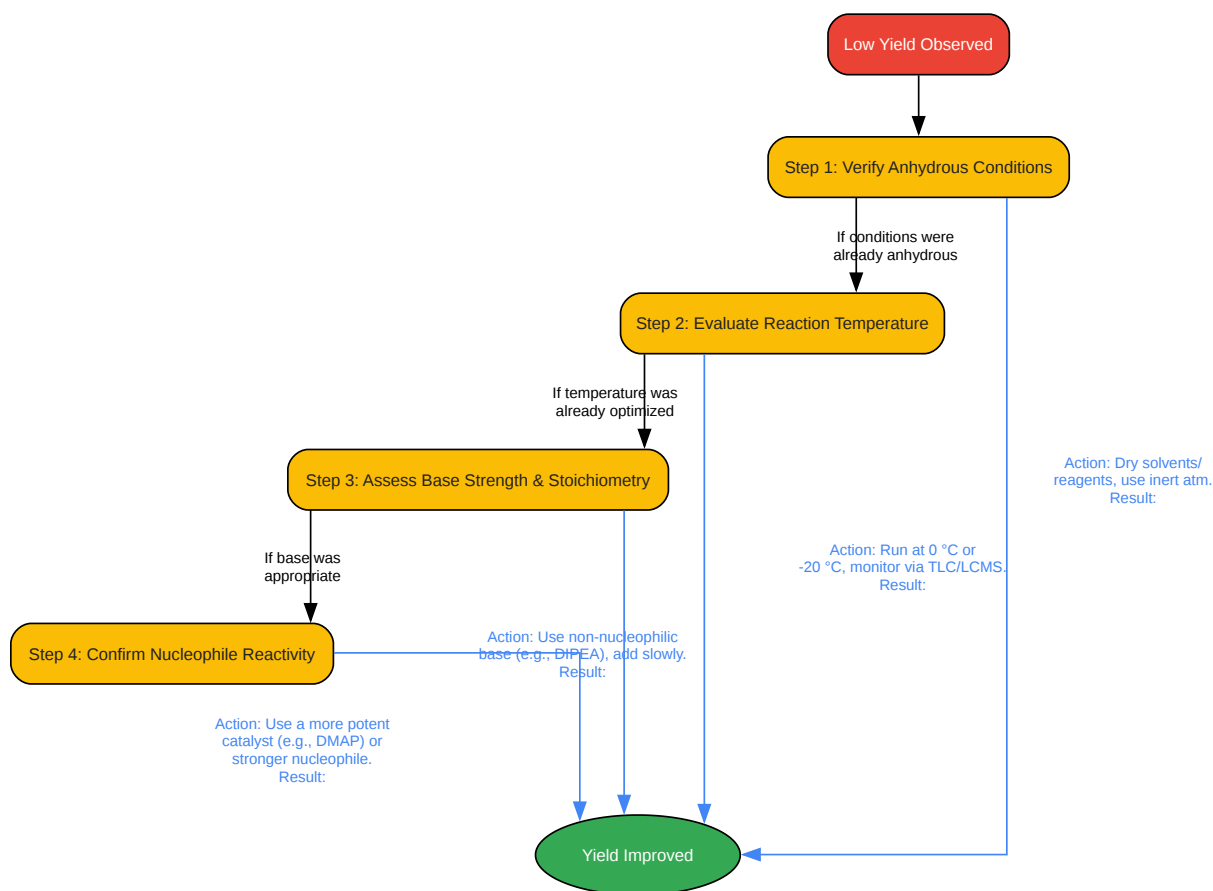 Low Yield Observed
Step 1: Verify Anhydrous Conditions
If conditions were
already anhydrous
Step 2: Evaluate Reaction Temperature
If temperature was
already optimized
Action: Dry solvents/
reagents, use inert atm.
Result:
Step 3: Assess Base Strength & Stoichiometry
Action: Run at 0 °C or
-20 °C, monitor via TLC/LCMS.
Result:
If base was
appropriate
Action: Use non-nucleophilic
base (e.g., DIPEA), add slowly.
Result:
Step 4: Confirm Nucleophile Reactivity
Action: Use a more potent
catalyst (e.g., DMAP) or
stronger nucleophile.
Result:
Yield Improved